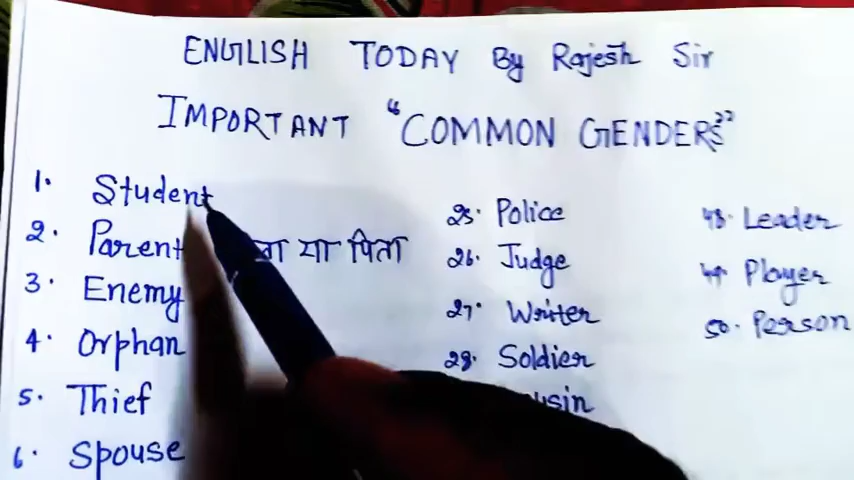 ENGLISH TODAY By Rajesh Sir
IMPORTANT "COMMON GENDERS"
1. Student
2. Parent या पिता
3. Enemy
4. Orphan
5. Thief
6. Spouse
25. Police
26. Judge
27. Writer
28. Soldier
48. Leader
49. Player
50. Person